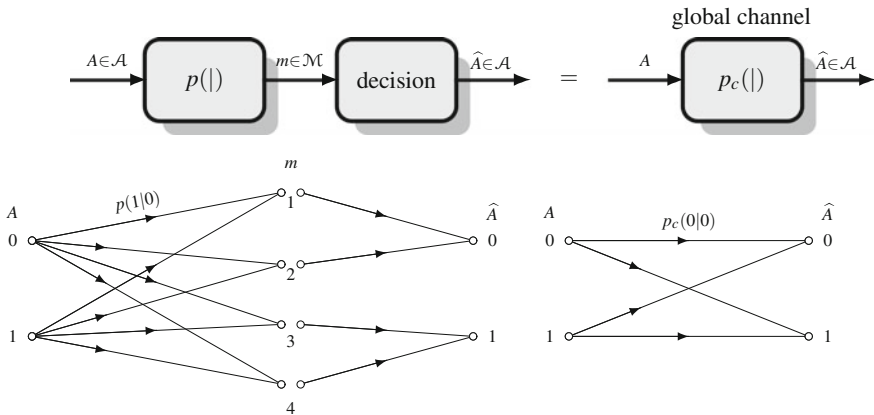 global channel
A∈𝒜 p(|) m∈ℳ decision Â∈𝒜 = A p_c(|) Â∈𝒜
m
A p(1|0) 1 Â A p_c(0|0) Â
0 0 0 0
2
1 3 1 1 1
4